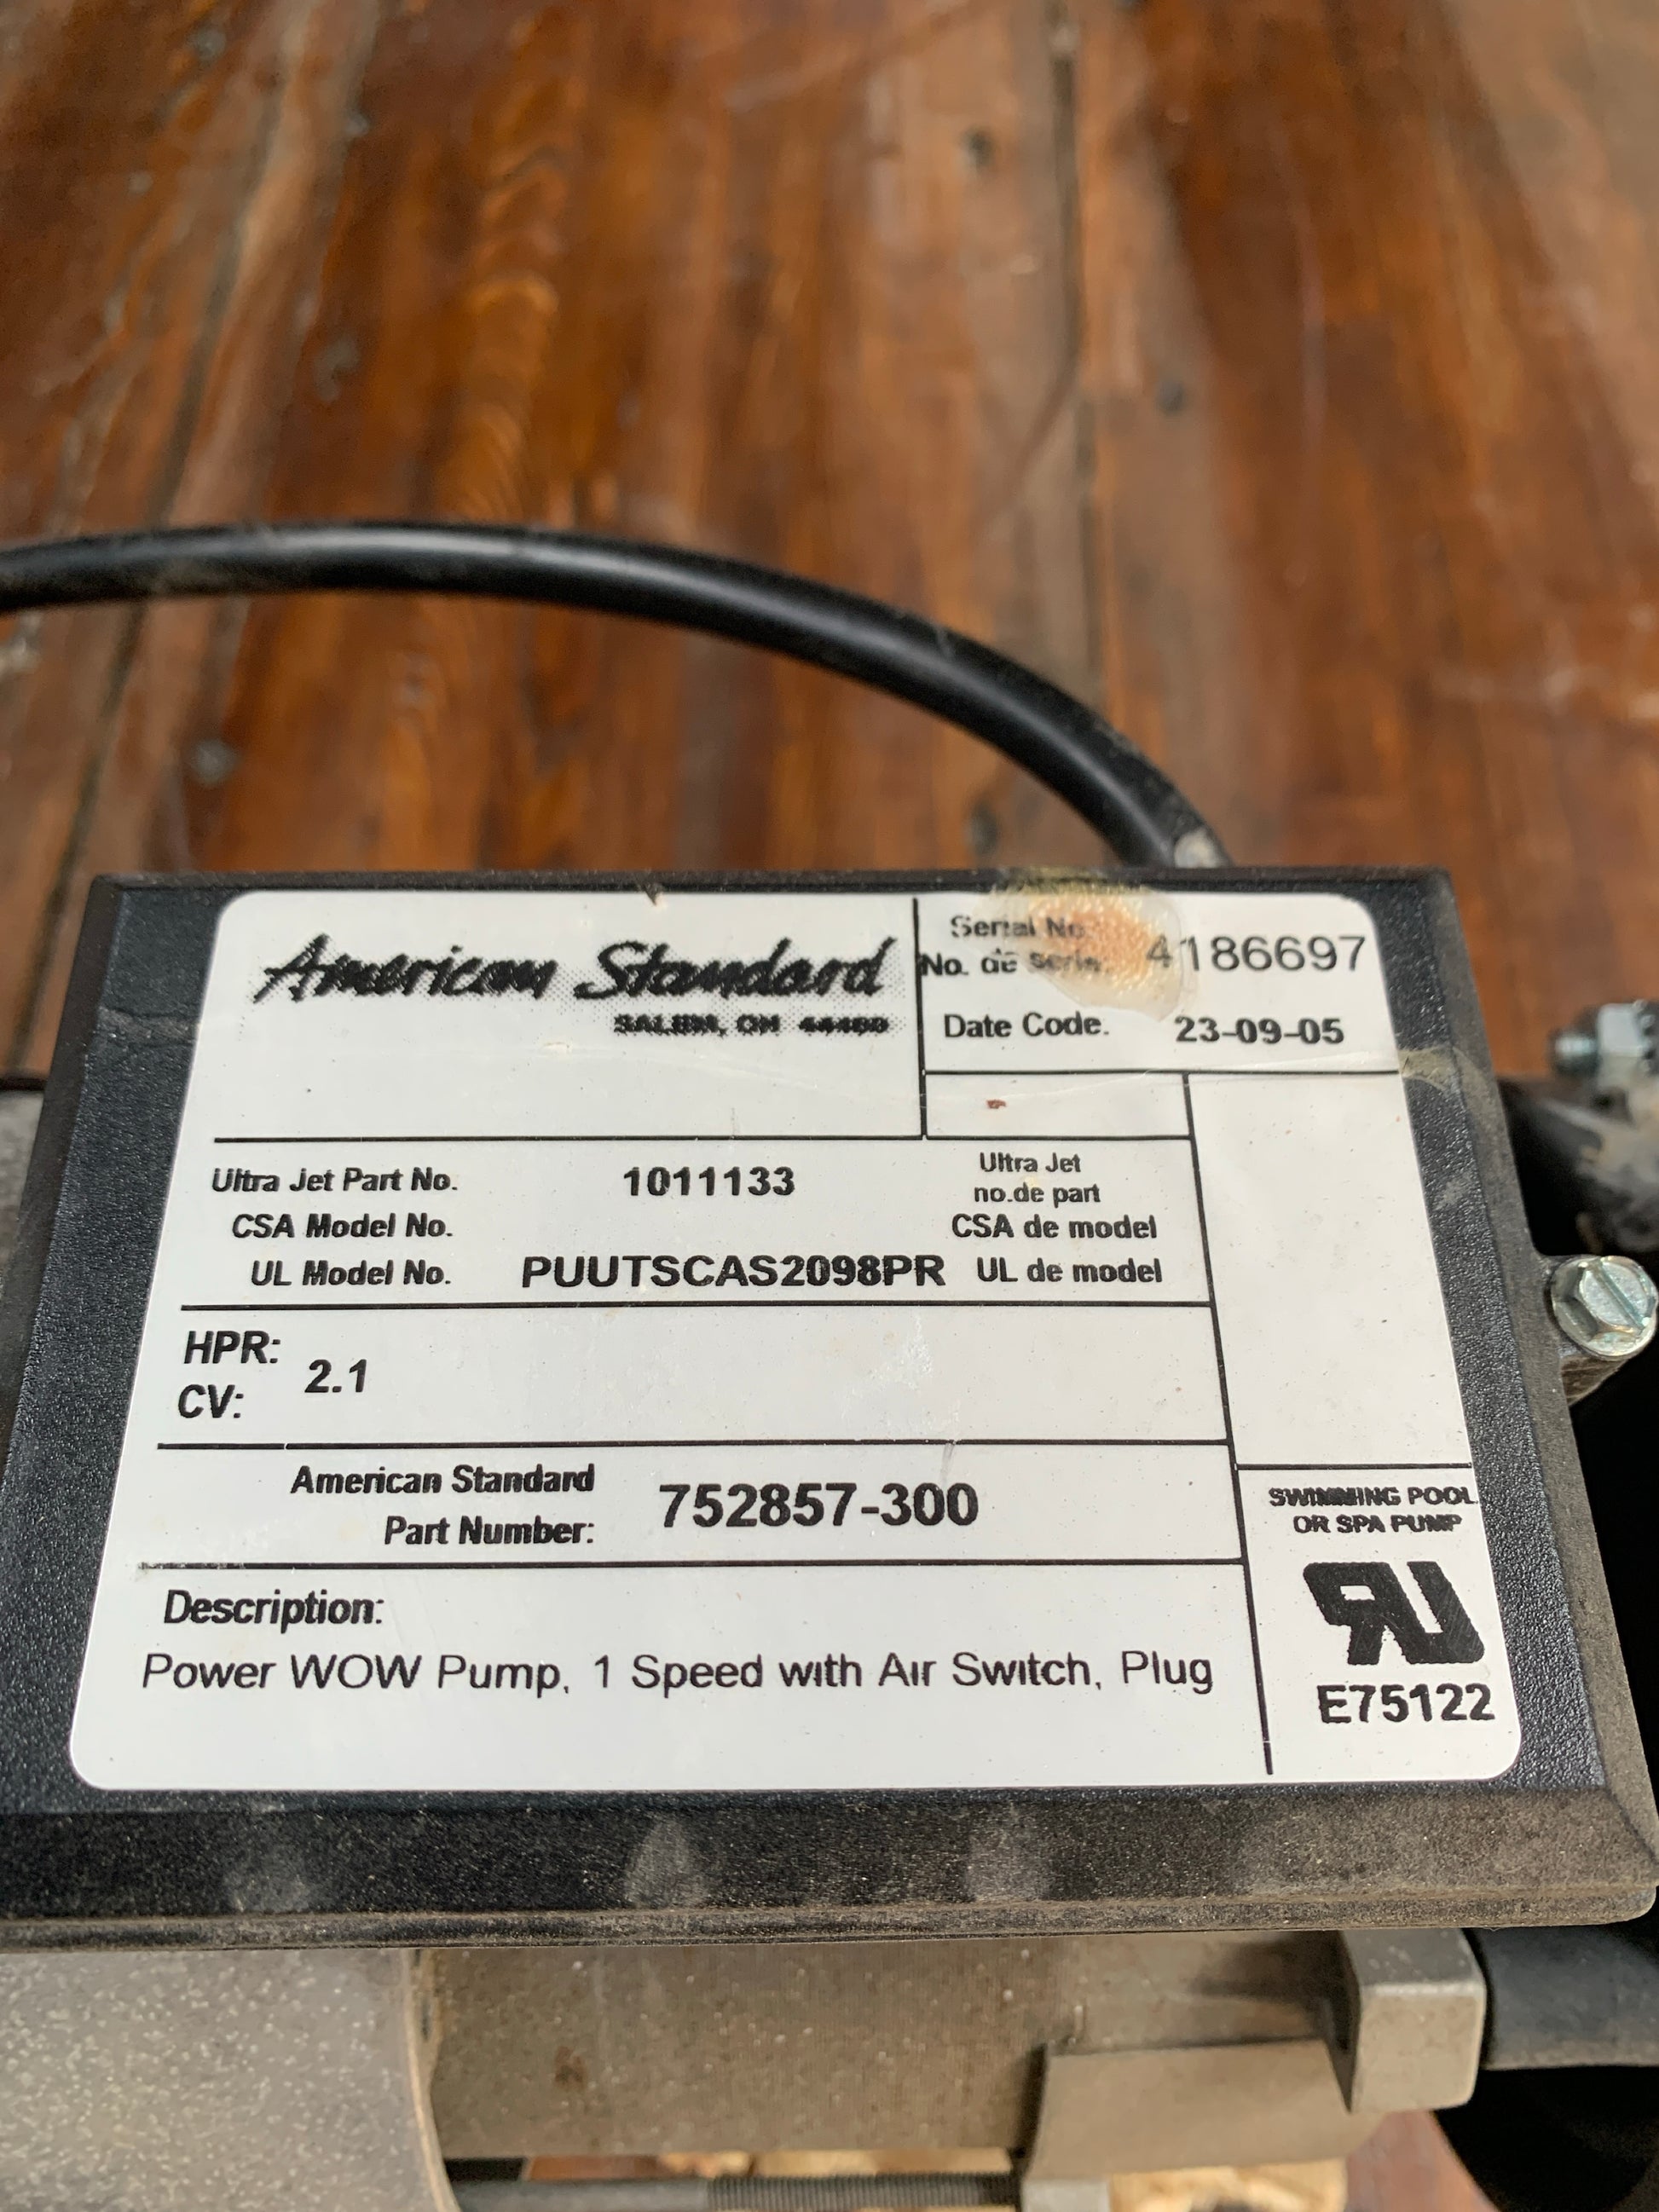 American Standard
SALEM, OH 44460
Serial No.
No. de serie.
4186697
Date Code. 23-09-05
Ultra Jet Part No. 1011133 Ultra Jet
no.de part
CSA Model No. CSA de model
UL Model No. PUUTSCAS2098PR UL de model
HPR:
CV: 2.1
American Standard
Part Number: 752857-300
Description:
Power WOW Pump, 1 Speed with Air Switch, Plug
SWIMMING POOL
OR SPA PUMP
E75122